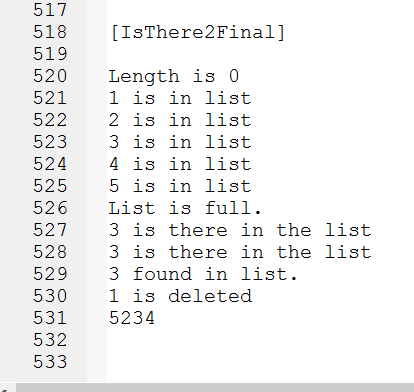 517
518 [IsThere2Final]
519
520 Length is 0
521 1 is in list
522 2 is in list
523 3 is in list
524 4 is in list
525 5 is in list
526 List is full.
527 3 is there in the list
528 3 is there in the list
529 3 found in list.
530 1 is deleted
531 5234
532
533